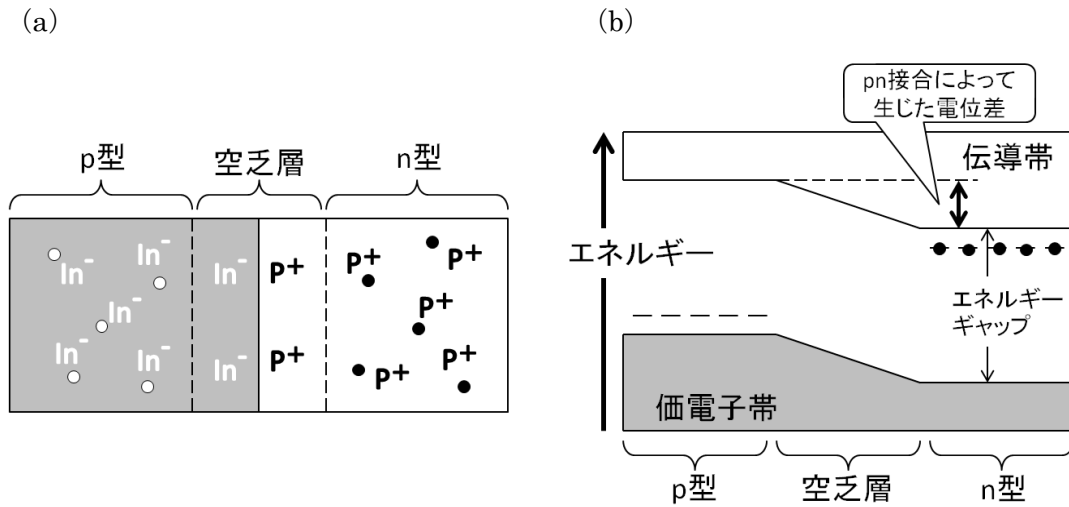 (a)
p型
空乏層
n型
In⁻
In⁻
In⁻
In⁻
In⁻
In⁻
In⁻
P⁺
P⁺
P⁺
P⁺
P⁺
P⁺
P⁺
(b)
pn接合によって
生じた電位差
伝導帯
エネルギー
エネルギー
ギャップ
価電子帯
p型
空乏層
n型